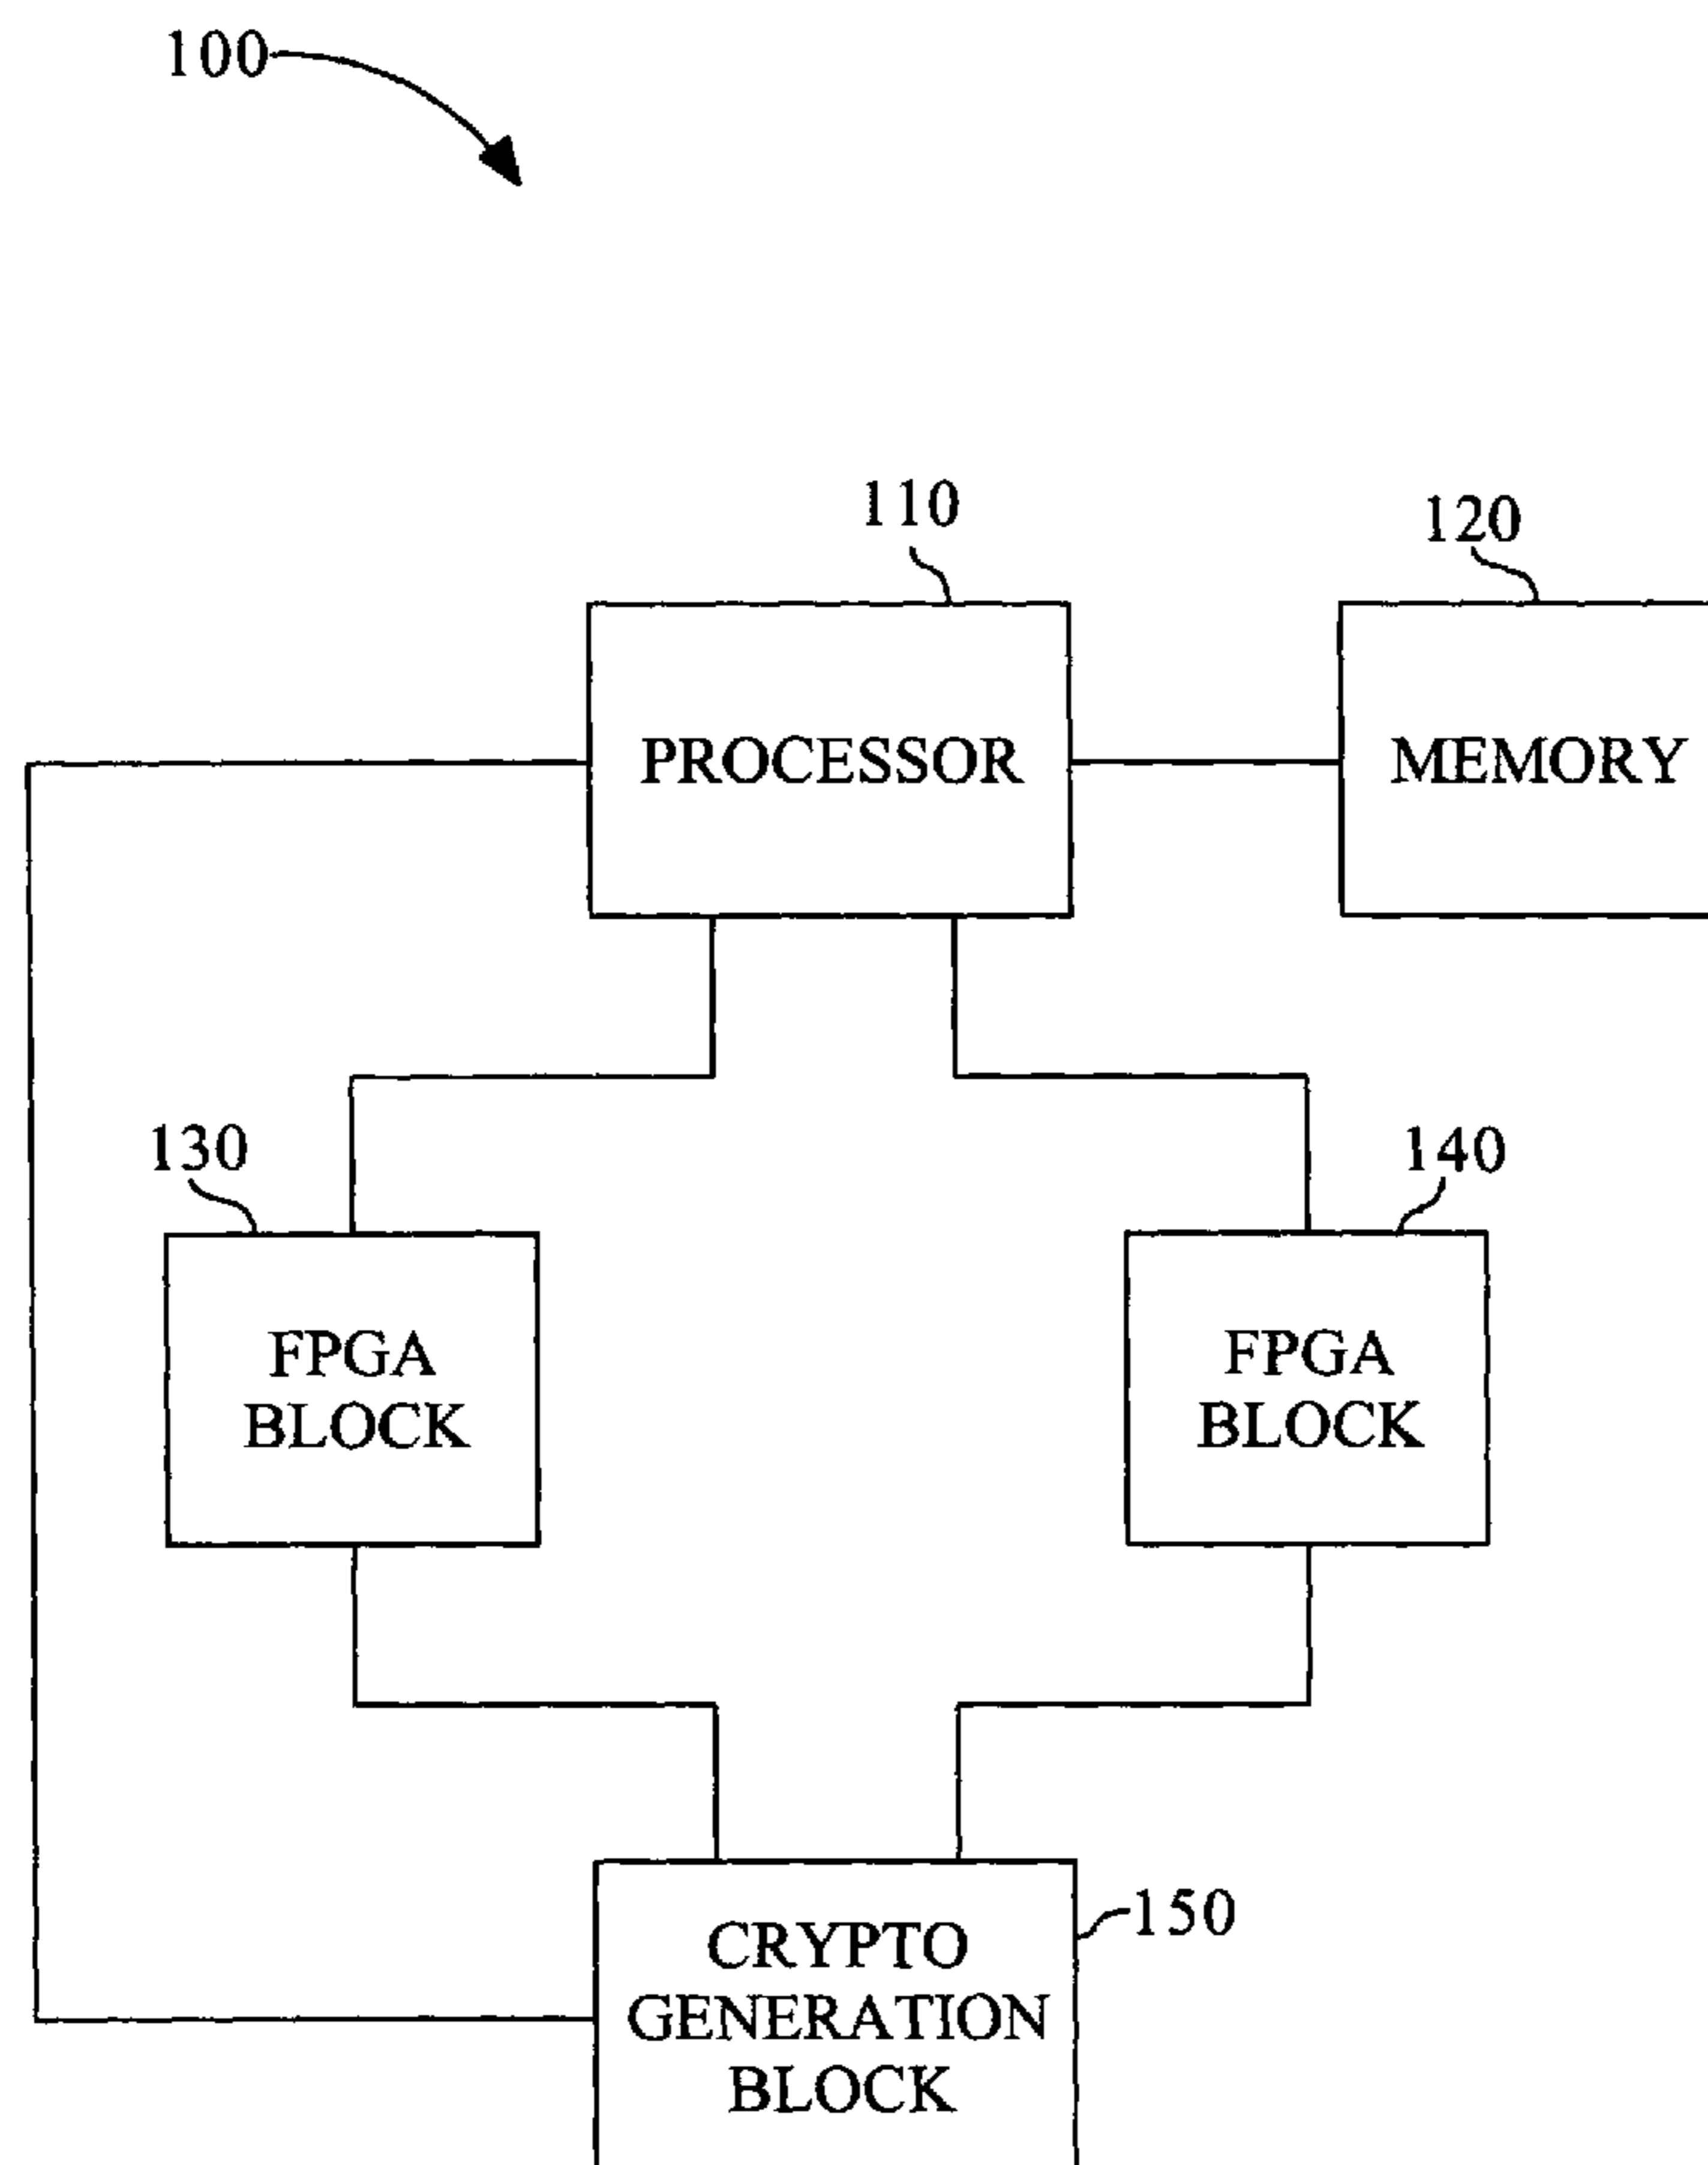 100
110
120
PROCESSOR
MEMORY
130
140
FPGA
BLOCK
FPGA
BLOCK
150
CRYPTO
GENERATION
BLOCK